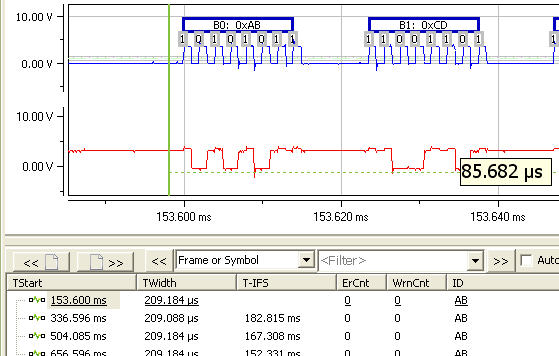 10.00 V
B0: 0xAB
B1: 0xCD
1 0 1 0 1 0 1 1
1 1 0 0 1 1 0 1
1
0.00 V
10.00 V
0.00 V
85.682 µs
153.600 ms
153.620 ms
153.640 ms
<<
>>
<<
Frame or Symbol
<Filter>
>>
Auto
TStart TWidth T-IFS ErCnt WrnCnt ID
153.600 ms 209.184 µs 0 0 AB
336.596 ms 209.088 µs 182.815 ms 0 0 AB
504.085 ms 209.184 µs 167.308 ms 0 0 AB
656.596 ms 209.184 µs 152.331 ms 0 0 AB